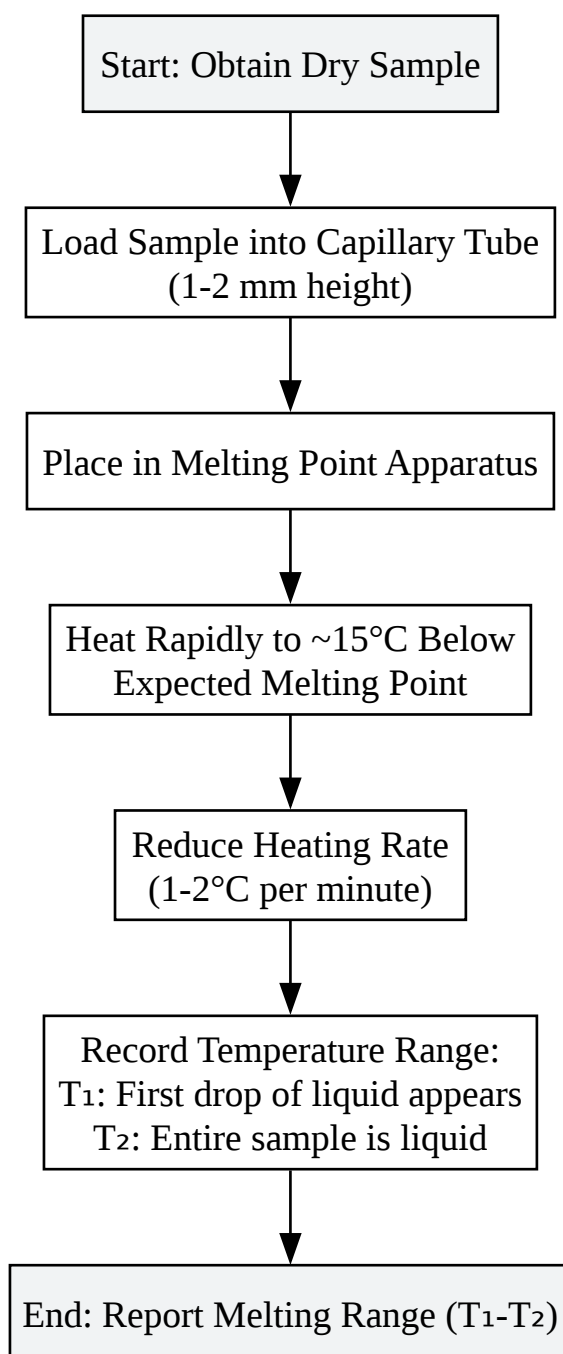 Start: Obtain Dry Sample
Load Sample into Capillary Tube
(1-2 mm height)
Place in Melting Point Apparatus
Heat Rapidly to ~15°C Below
Expected Melting Point
Reduce Heating Rate
(1-2°C per minute)
Record Temperature Range:
T₁: First drop of liquid appears
T₂: Entire sample is liquid
End: Report Melting Range (T₁-T₂)